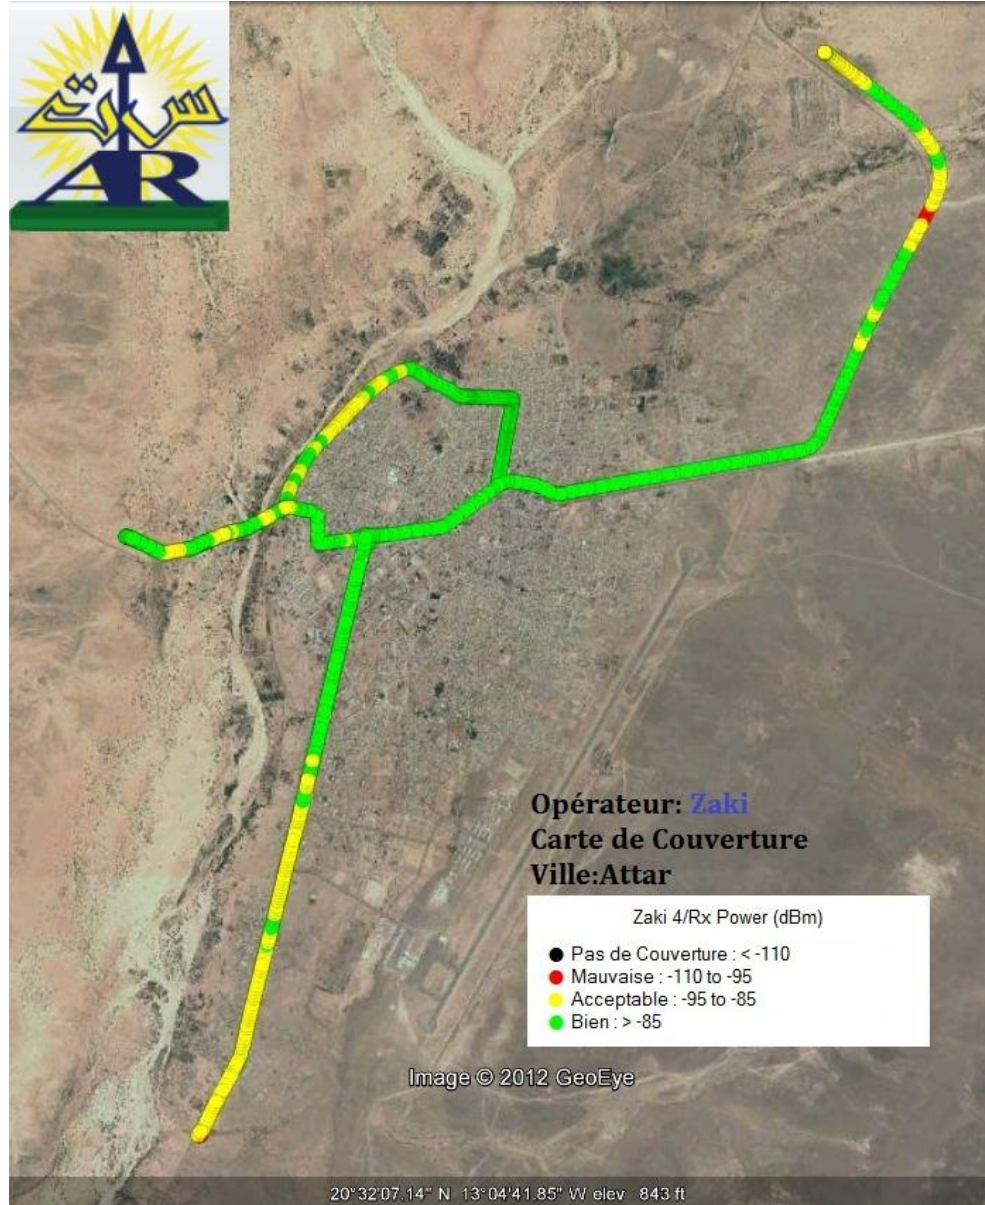 AR
Opérateur: Zaki
Carte de Couverture
Ville:Attar
Zaki 4/Rx Power (dBm)
Pas de Couverture : < -110
Mauvaise : -110 to -95
Acceptable : -95 to -85
Bien : > -85
Image © 2012 GeoEye
20°32'07.14" N 13°04'41.85" W elev 843 ft